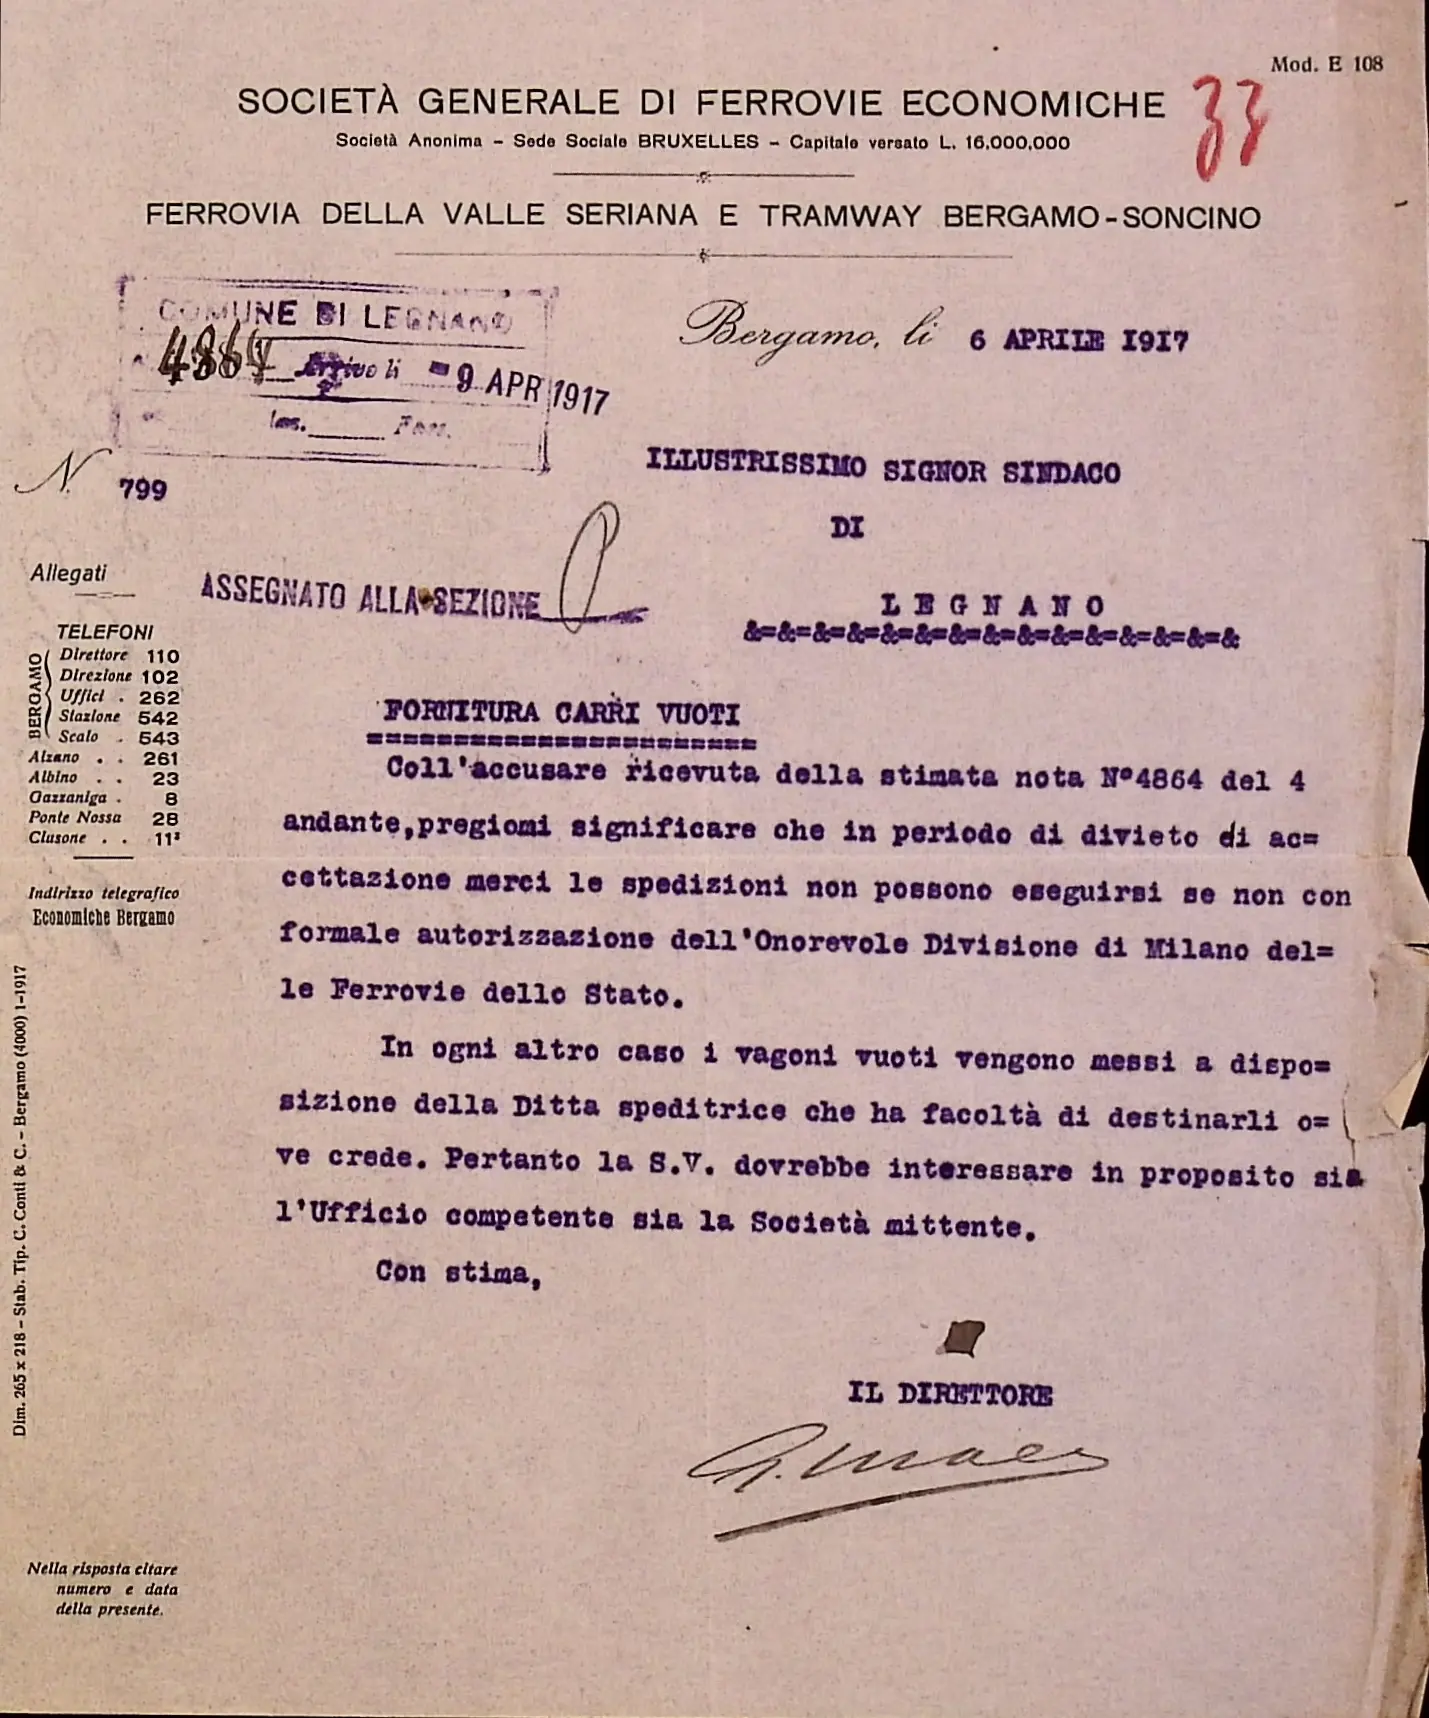 Mod. E 108
33
SOCIETÀ GENERALE DI FERROVIE ECONOMICHE
Società Anonima – Sede Sociale BRUXELLES – Capitale versato L. 16.000.000
FERROVIA DELLA VALLE SERIANA E TRAMWAY BERGAMO-SONCINO
COMUNE DI LEGNANO
4864 Arrivo li - 9 APR 1917
Fasc.
Bergamo, li 6 APRILE 1917
N. 799
ILLUSTRISSIMO SIGNOR SINDACO
DI
LEGNANO
&=&=&=&=&=&=&=&=&=&=&=&=&=&=&
Allegati
ASSEGNATO ALLA SEZIONE
TELEFONI
BERGAMO
Direttore 110
Direzione 102
Uffici . 262
Stazione 542
Scalo . 543
Alzano . . 261
Albino . . 23
Gazzaniga . 8
Ponte Nossa 28
Clusone . . 11²
Indirizzo telegrafico
Economiche Bergamo
FORNITURA CARRI VUOTI
=======================
Coll'accusare ricevuta della stimata nota N°4864 del 4
andante,pregiomi significare che in periodo di divieto di ac=
cettazione merci le spedizioni non possono eseguirsi se non con
formale autorizzazione dell'Onorevole Divisione di Milano del=
le Ferrovie dello Stato.
In ogni altro caso i vagoni vuoti vengono messi a dispo=
sizione della Ditta speditrice che ha facoltà di destinarli o=
ve crede. Pertanto la S.V. dovrebbe interessare in proposito sia
l'Ufficio competente sia la Società mittente.
Con stima,
IL DIRETTORE
Dim. 265 x 218 – Stab. Tip. C. Conti & C. – Bergamo (4000) 1-1917
Nella risposta citare
numero e data
della presente.